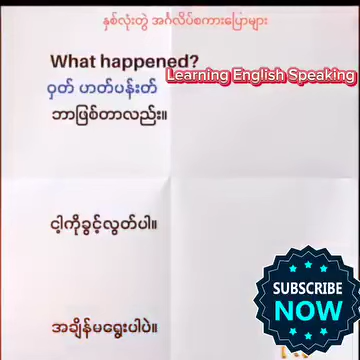 နှစ်လုံးတွဲ အင်္ဂလိပ်စကားပြောများ
What happened?
Learning English Speaking
ဝှတ် ဟတ်ပန်းတ်
ဘာဖြစ်တာလည်း။
ငါ့ကိုခွင့်လွှတ်ပါ။
SUBSCRIBE
NOW
အချိန်မရွေးပါပဲ။